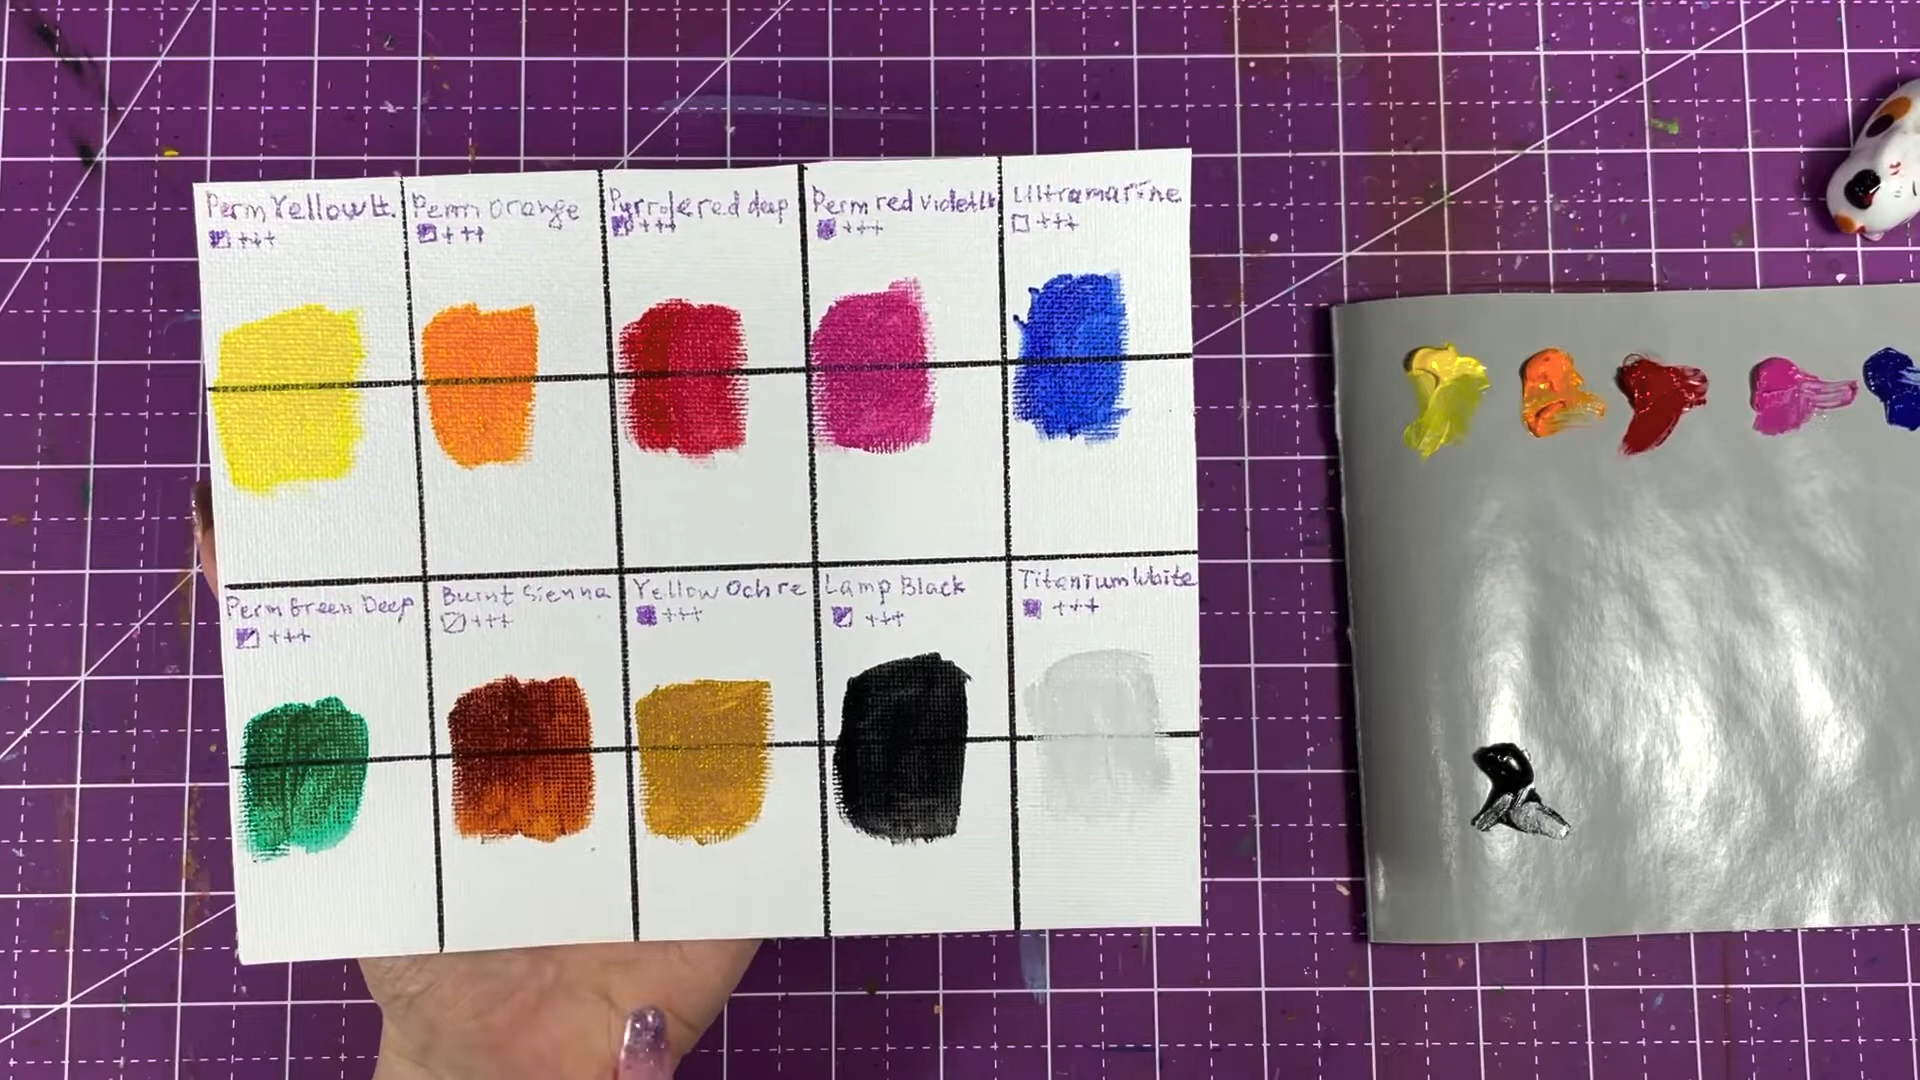 Perm Yellow Lt.
+++
Perm Orange
+++
Pyrrole red deep
+++
Perm red violet Lt
+++
Ultramarine
+++
Perm Green Deep
+++
Burnt Sienna
+++
Yellow Ochre
+++
Lamp Black
+++
Titanium White
+++